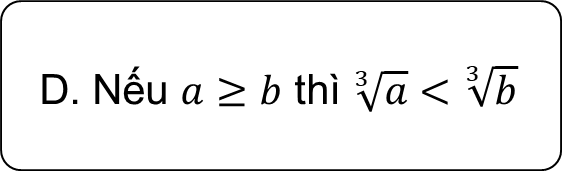 D. Nếu a ≥ b thì ∛a < ∛b